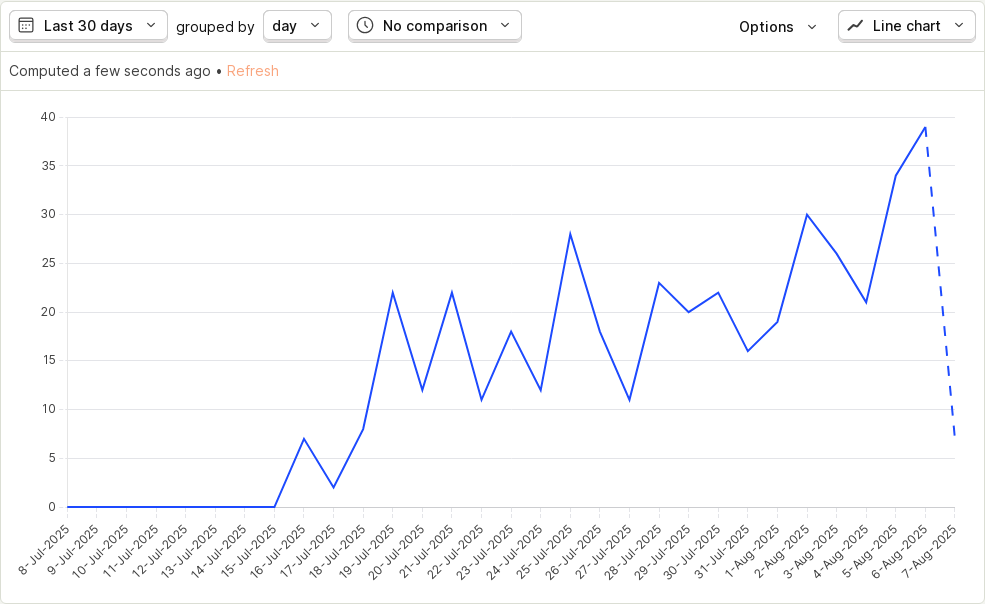 Last 30 days grouped by day No comparison Options Line chart
Computed a few seconds ago • Refresh
40
35
30
25
20
15
10
5
0
8-Jul-2025
9-Jul-2025
10-Jul-2025
11-Jul-2025
12-Jul-2025
13-Jul-2025
14-Jul-2025
15-Jul-2025
16-Jul-2025
17-Jul-2025
18-Jul-2025
19-Jul-2025
20-Jul-2025
21-Jul-2025
22-Jul-2025
23-Jul-2025
24-Jul-2025
25-Jul-2025
26-Jul-2025
27-Jul-2025
28-Jul-2025
29-Jul-2025
30-Jul-2025
31-Jul-2025
1-Aug-2025
2-Aug-2025
3-Aug-2025
4-Aug-2025
5-Aug-2025
6-Aug-2025
7-Aug-2025